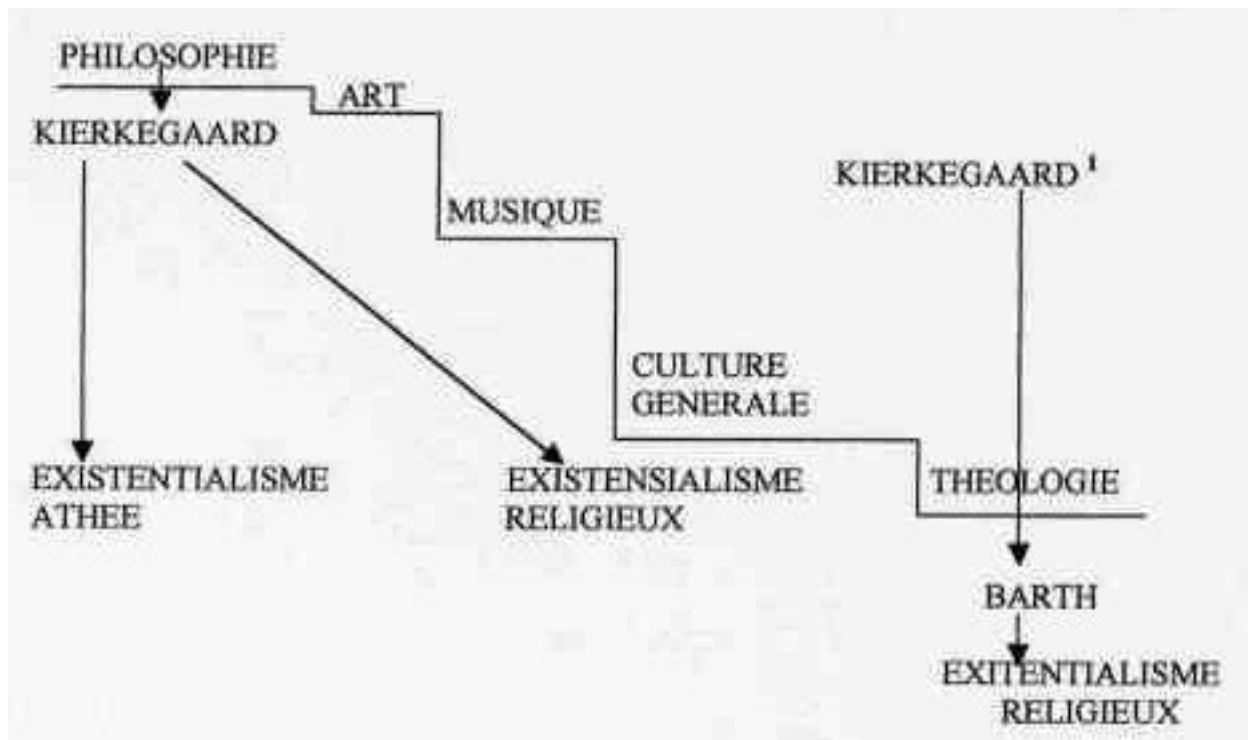 PHILOSOPHIE
ART
KIERKEGAARD
KIERKEGAARD ¹
MUSIQUE
CULTURE
GENERALE
EXISTENTIALISME
ATHEE
EXISTENSIALISME
RELIGIEUX
THEOLOGIE
BARTH
EXITENTIALISME
RELIGIEUX